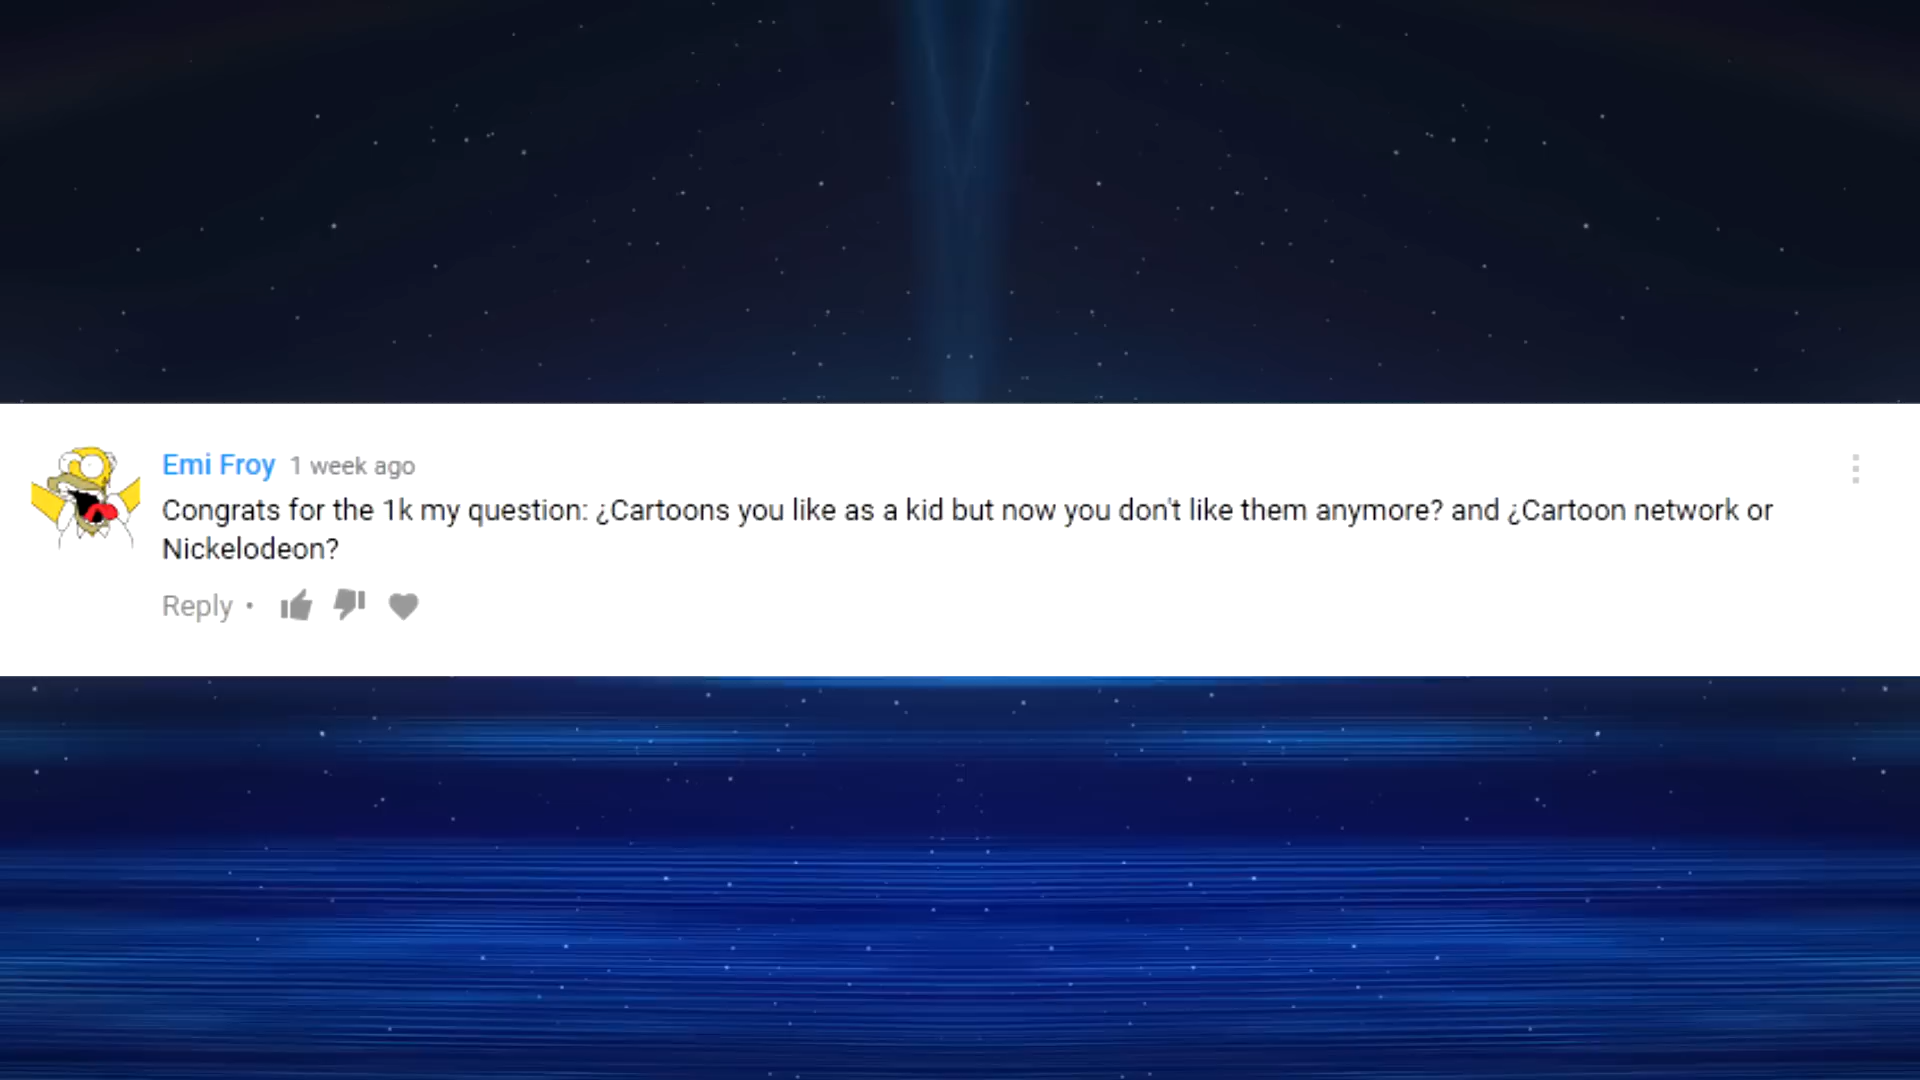 Emi Froy 1 week ago
Congrats for the 1k my question: ¿Cartoons you like as a kid but now you don't like them anymore? and ¿Cartoon network or
Nickelodeon?
Reply •